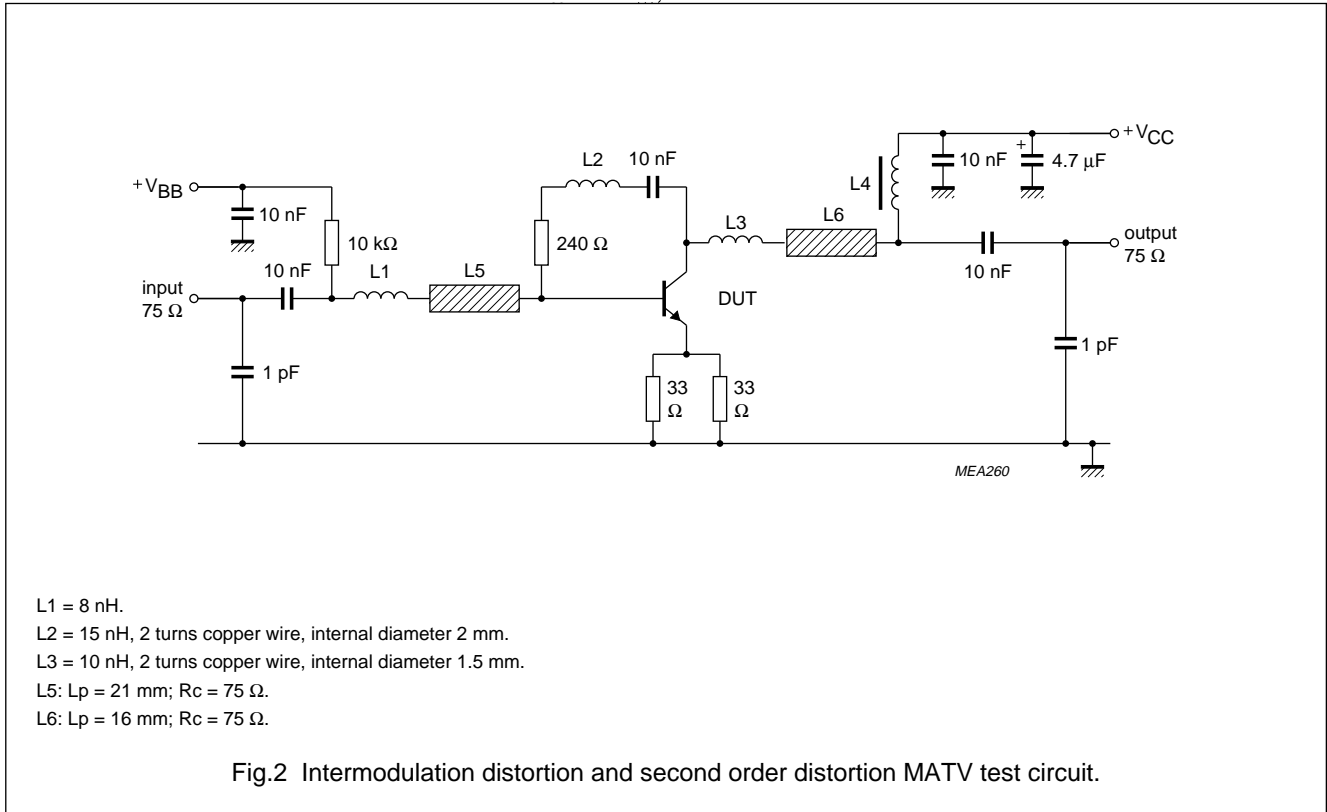 +VCC
L2
10 nF
+
10 nF
4.7 μF
L4
+VBB
10 nF
L3
L6
10 kΩ
240 Ω
output
75 Ω
10 nF
L1
L5
10 nF
input
75 Ω
DUT
1 pF
1 pF
33
Ω
33
Ω
MEA260
L1 = 8 nH.
L2 = 15 nH, 2 turns copper wire, internal diameter 2 mm.
L3 = 10 nH, 2 turns copper wire, internal diameter 1.5 mm.
L5: Lp = 21 mm; Rc = 75 Ω.
L6: Lp = 16 mm; Rc = 75 Ω.
Fig.2 Intermodulation distortion and second order distortion MATV test circuit.